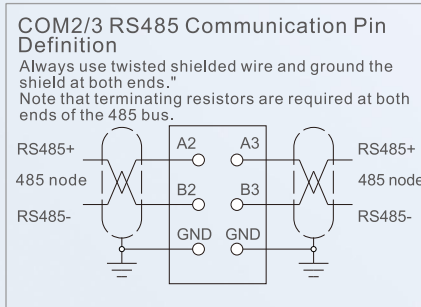 COM2/3 RS485 Communication Pin
Definition
Always use twisted shielded wire and ground the
shield at both ends."
Note that terminating resistors are required at both
ends of the 485 bus.
RS485+ A2 A3 RS485+
485 node 485 node
B2 B3
RS485- RS485-
GND GND